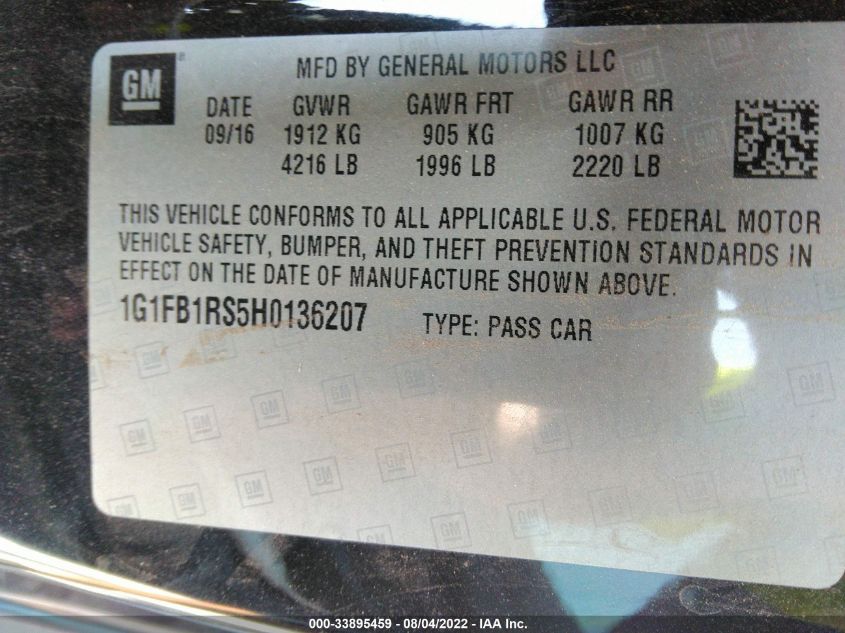 GM
MFD BY GENERAL MOTORS LLC
DATE GVWR GAWR FRT GAWR RR
09/16 1912 KG 905 KG 1007 KG
4216 LB 1996 LB 2220 LB
THIS VEHICLE CONFORMS TO ALL APPLICABLE U.S. FEDERAL MOTOR
VEHICLE SAFETY, BUMPER, AND THEFT PREVENTION STANDARDS IN
EFFECT ON THE DATE OF MANUFACTURE SHOWN ABOVE.
1G1FB1RS5H0136207 TYPE: PASS CAR
000-33895459 - 08/04/2022 - IAA Inc.